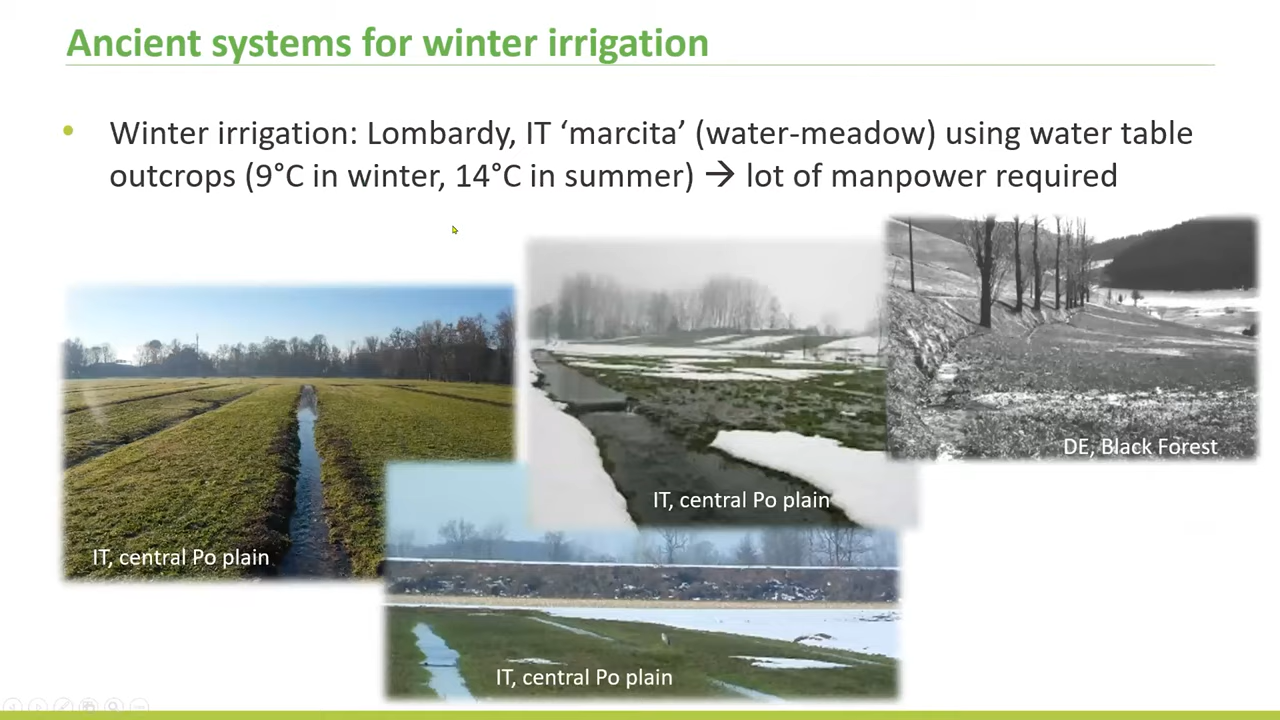 Ancient systems for winter irrigation
• Winter irrigation: Lombardy, IT ‘marcita’ (water-meadow) using water table
outcrops (9°C in winter, 14°C in summer) → lot of manpower required
DE, Black Forest
IT, central Po plain
IT, central Po plain
IT, central Po plain